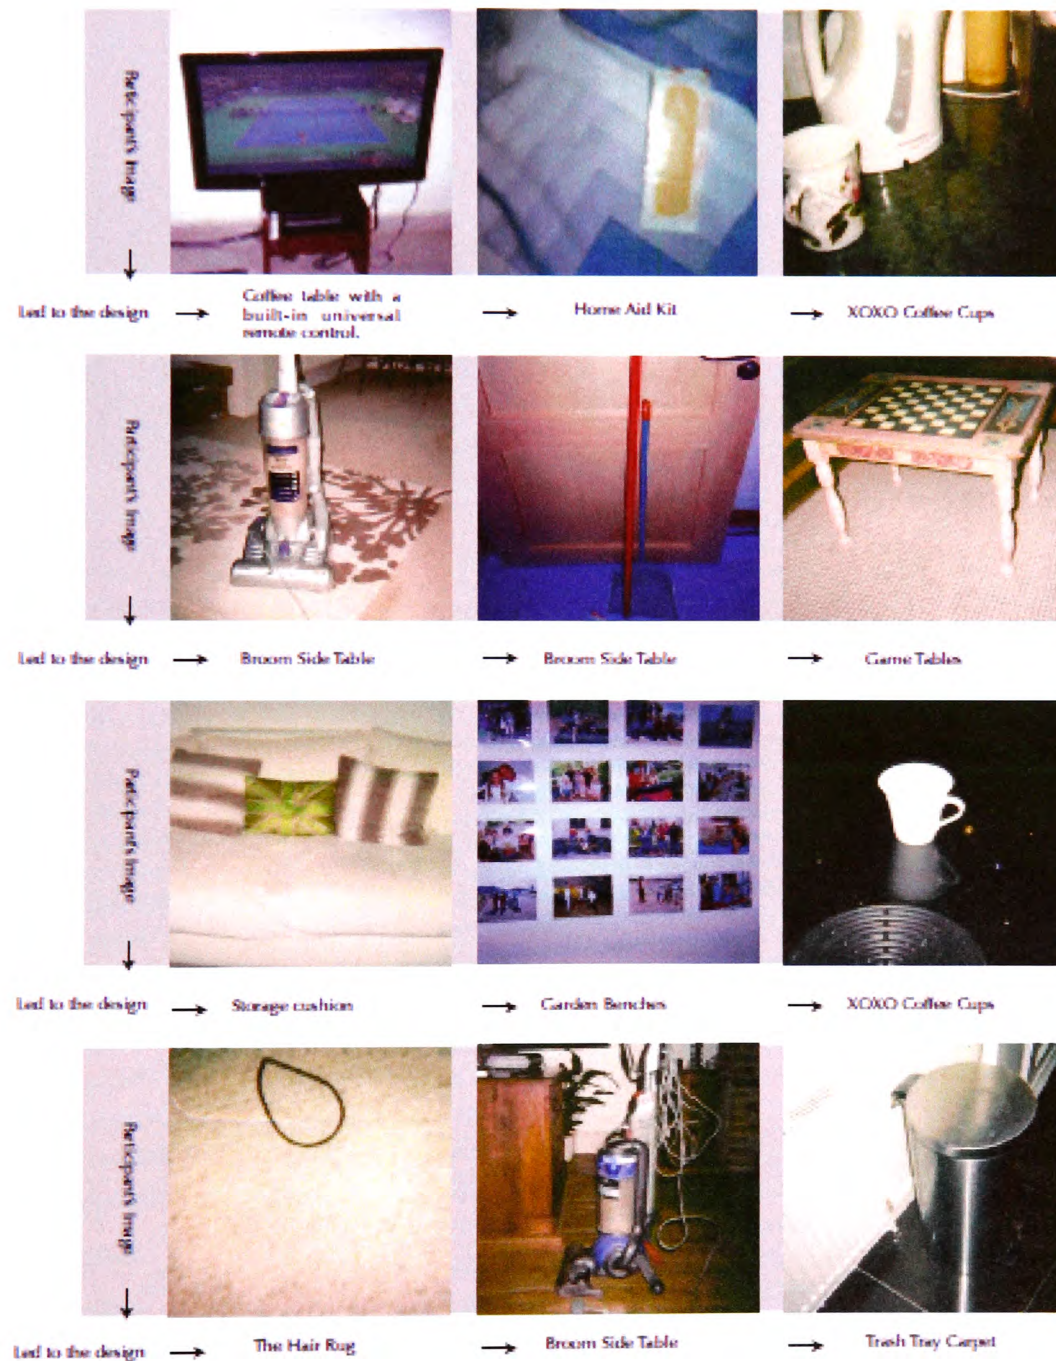 Participant's Image
Led to the design → Coffee table with a
built-in universal
remote control.
→ Home Aid Kit
→ XOXO Coffee Cups
Participant's Image
Led to the design → Broom Side Table → Broom Side Table → Game Tables
Participant's Image
Led to the design → Storage cushion → Garden Benches → XOXO Coffee Cups
Participant's Image
Led to the design → The Hair Rug → Broom Side Table → Trash Tray Carpet